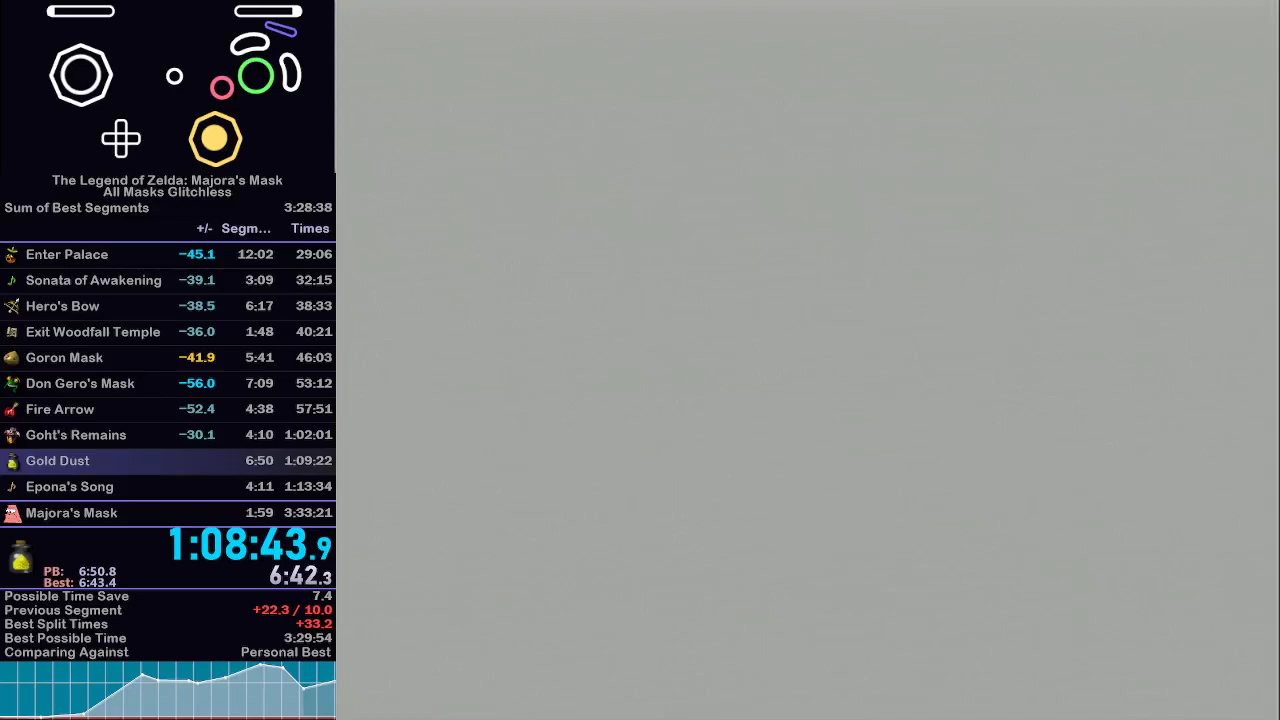 The Legend of Zelda: Majora's Mask
All Masks Glitchless
Sum of Best Segments 3:28:38
+/- Segm... Times
Enter Palace −45.1 12:02 29:06
Sonata of Awakening −39.1 3:09 32:15
Hero's Bow −38.5 6:17 38:33
Exit Woodfall Temple −36.0 1:48 40:21
Goron Mask −41.9 5:41 46:03
Don Gero's Mask −56.0 7:09 53:12
Fire Arrow −52.4 4:38 57:51
Goht's Remains −30.1 4:10 1:02:01
Gold Dust 6:50 1:09:22
Epona's Song 4:11 1:13:34
Majora's Mask 1:59 3:33:21
1:08:43.9
PB: 6:50.8 6:42.3
Best: 6:43.4
Possible Time Save 7.4
Previous Segment +22.3 / 10.0
Best Split Times +33.2
Best Possible Time 3:29:54
Comparing Against Personal Best